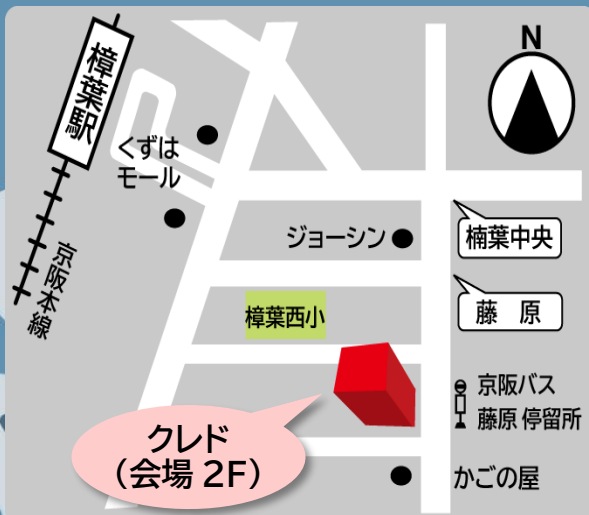 N
樟葉駅
くずは
モール
京阪本線
ジョーシン
楠葉中央
藤 原
樟葉西小
京阪バス
藤原 停留所
クレド
（会場 2F）
かごの屋